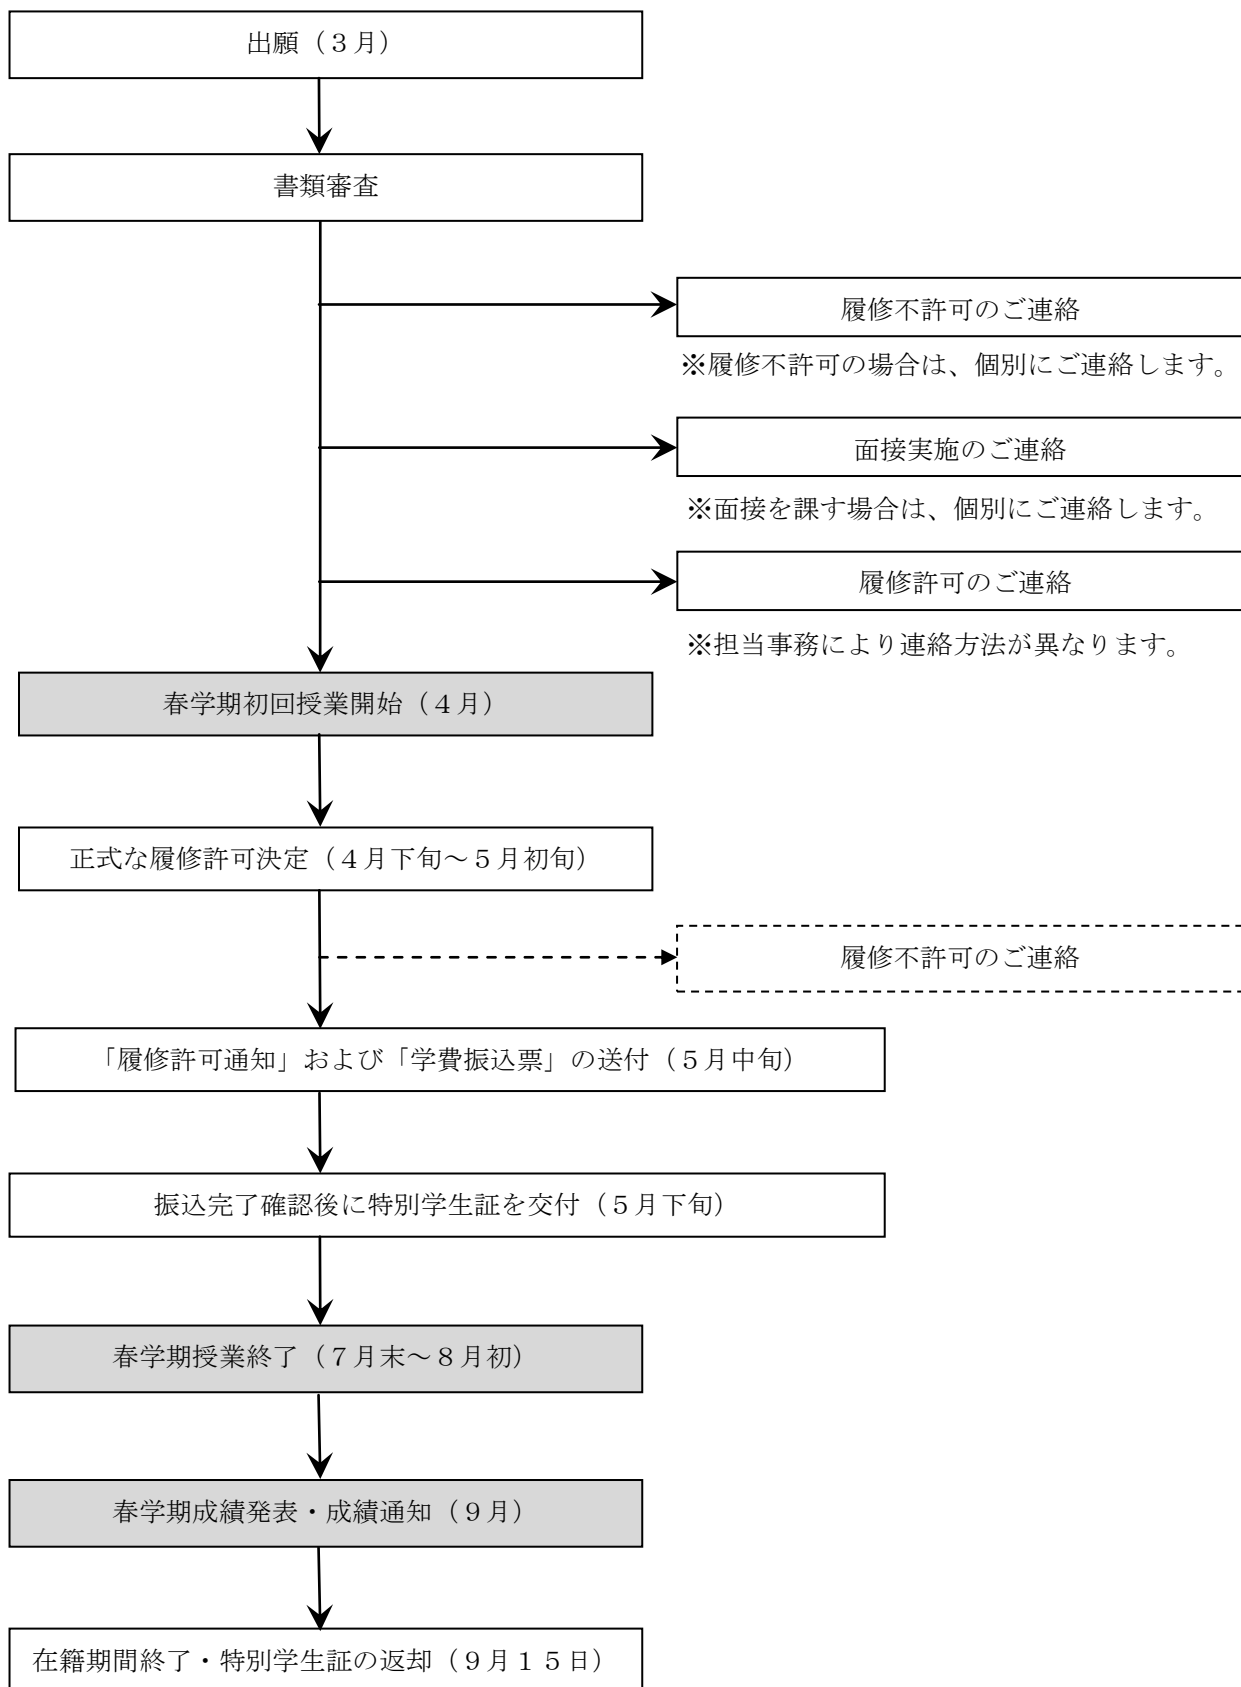 出願（３月）
書類審査
履修不許可のご連絡
※履修不許可の場合は、個別にご連絡します。
面接実施のご連絡
※面接を課す場合は、個別にご連絡します。
履修許可のご連絡
※担当事務により連絡方法が異なります。
春学期初回授業開始（４月）
正式な履修許可決定（４月下旬～５月初旬）
履修不許可のご連絡
「履修許可通知」および「学費振込票」の送付（５月中旬）
振込完了確認後に特別学生証を交付（５月下旬）
春学期授業終了（７月末～８月初）
春学期成績発表・成績通知（９月）
在籍期間終了・特別学生証の返却（９月１５日）